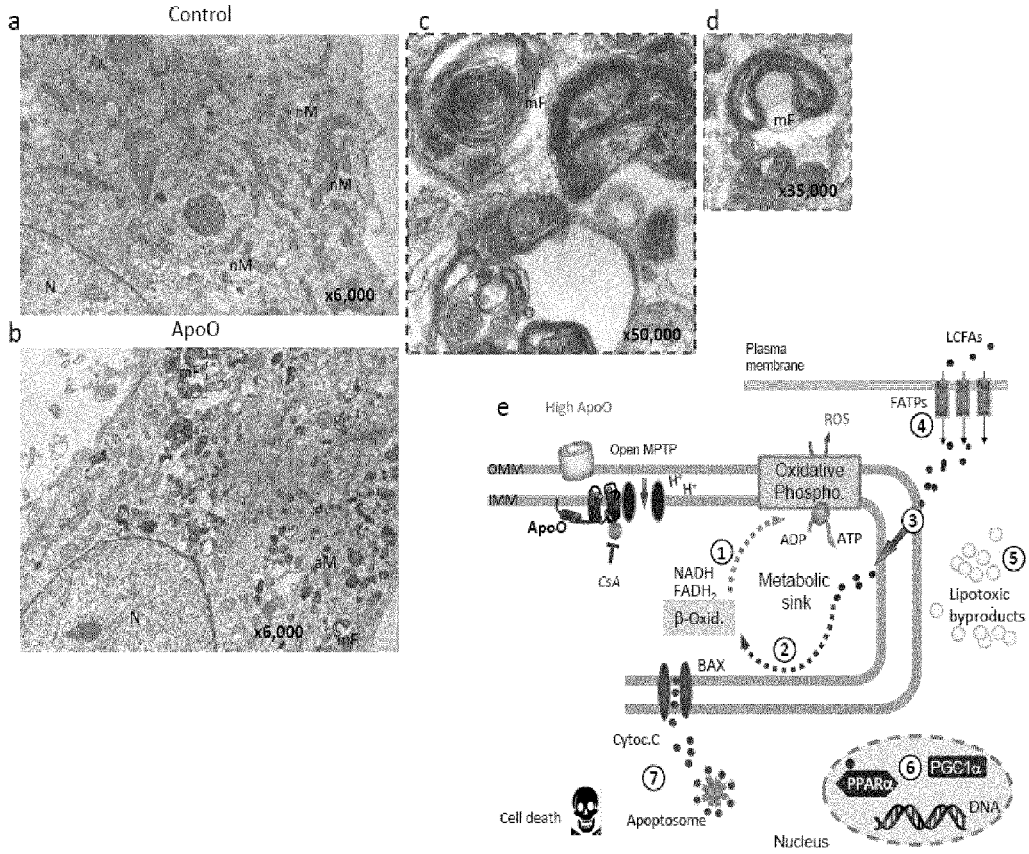 a
Control
nM
nM
nM
N
x6,000
b
ApoO
aM
N
x6,000
mF
c
mF
x50,000
d
mF
x35,000
e
Plasma
membrane
LCFAs
FATPs
4
High ApoO
Open MPTP
OMM
IMM
H⁺
H⁺
ApoO
CsA
ROS
Oxidative
Phospho.
ADP
ATP
1
NADH
FADH₂
β-Oxid.
Metabolic
sink
2
3
5
Lipotoxic
byproducts
BAX
Cytoc.C
7
Cell death
Apoptosome
6
PPARα
PGC1α
DNA
Nucleus